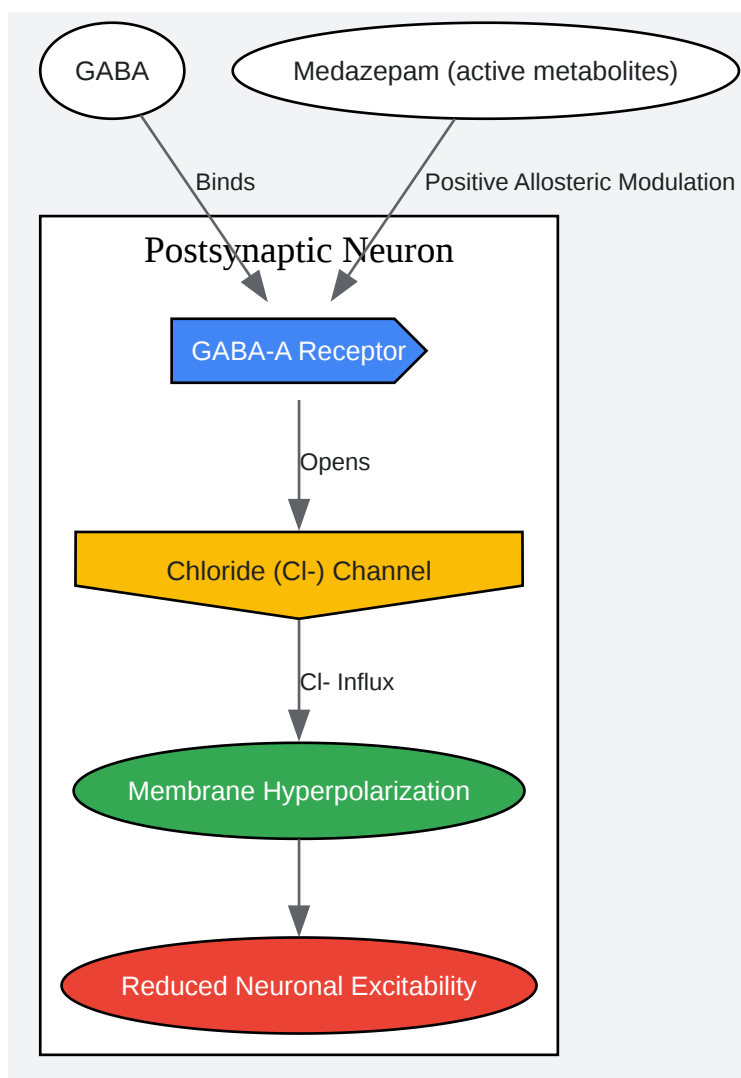 GABA
Medazepam (active metabolites)
Binds
Positive Allosteric Modulation
Postsynaptic Neuron
GABA-A Receptor
Opens
Chloride (Cl-) Channel
Cl- Influx
Membrane Hyperpolarization
Reduced Neuronal Excitability